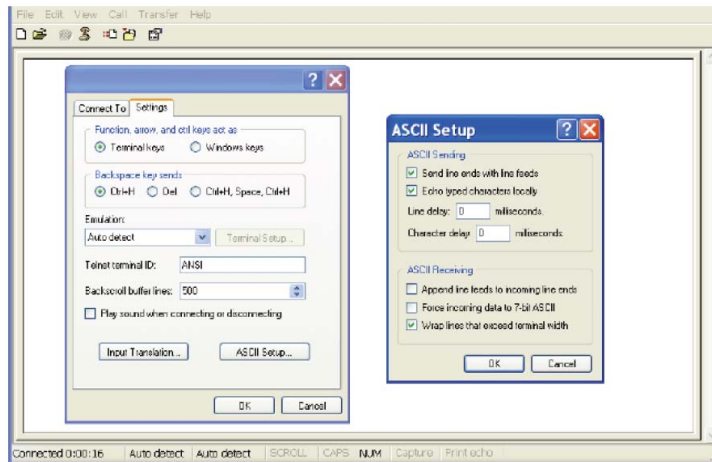 File Edit View Call Transfer Help
Connect To Settings
Function, arrow, and ctrl keys act as
Terminal keys Windows keys
Backspace key sends
Ctrl+H Del Ctrl+H, Space, Ctrl+H
Emulation:
Auto detect Terminal Setup...
Telnet terminal ID: ANSI
Backscroll buffer lines: 500
Play sound when connecting or disconnecting
Input Translation... ASCII Setup...
OK Cancel
ASCII Setup
ASCII Sending
Send line ends with line feeds
Echo typed characters locally
Line delay: 0 milliseconds.
Character delay: 0 milliseconds.
ASCII Receiving
Append line feeds to incoming line ends
Force incoming data to 7-bit ASCII
Wrap lines that exceed terminal width
OK Cancel
Connected 0:00:16 Auto detect Auto detect SCROLL CAPS NUM Capture Print echo